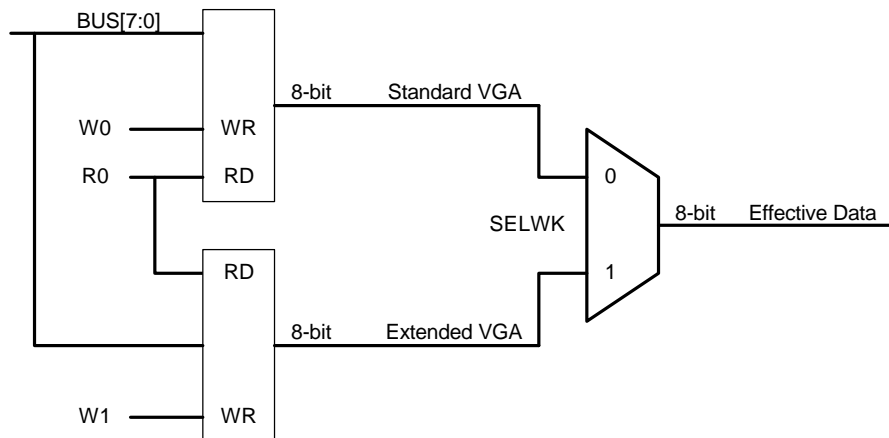 BUS[7:0]
8-bit Standard VGA
W0 WR
R0 RD 0
SELWK 8-bit Effective Data
RD 1
8-bit Extended VGA
W1 WR